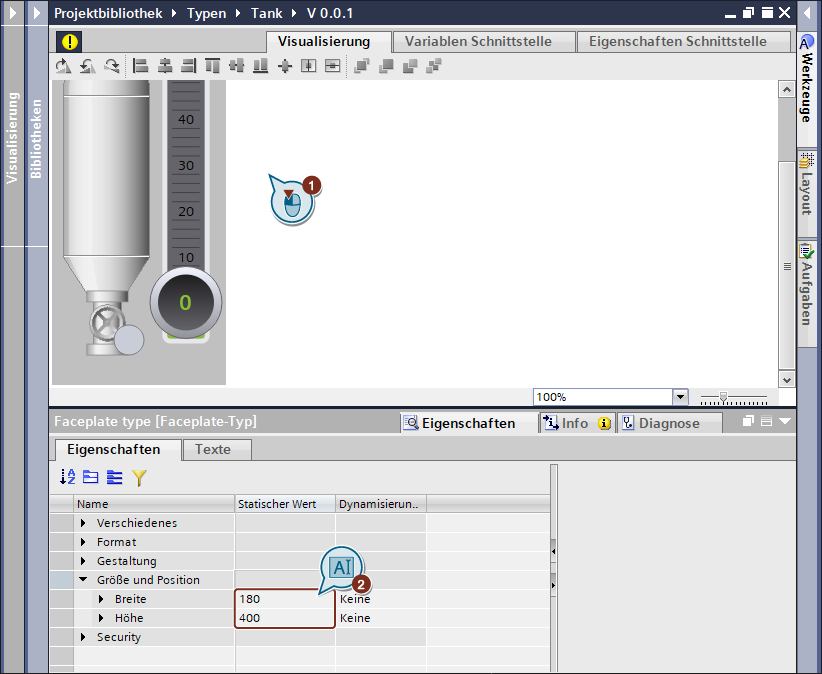 Projektbibliothek Typen Tank V 0.0.1
Visualisierung Variablen Schnittstelle Eigenschaften Schnittstelle
Visualisierung
Bibliotheken
40
30
20
10
0
1
Werkzeuge
Layout
Aufgaben
100%
Faceplate type [Faceplate-Typ] Eigenschaften Info Diagnose
Eigenschaften Texte
Name Statischer Wert Dynamisierun..
Verschiedenes
Format
Gestaltung
AI
2
Größe und Position
Breite 180 Keine
Höhe 400 Keine
Security